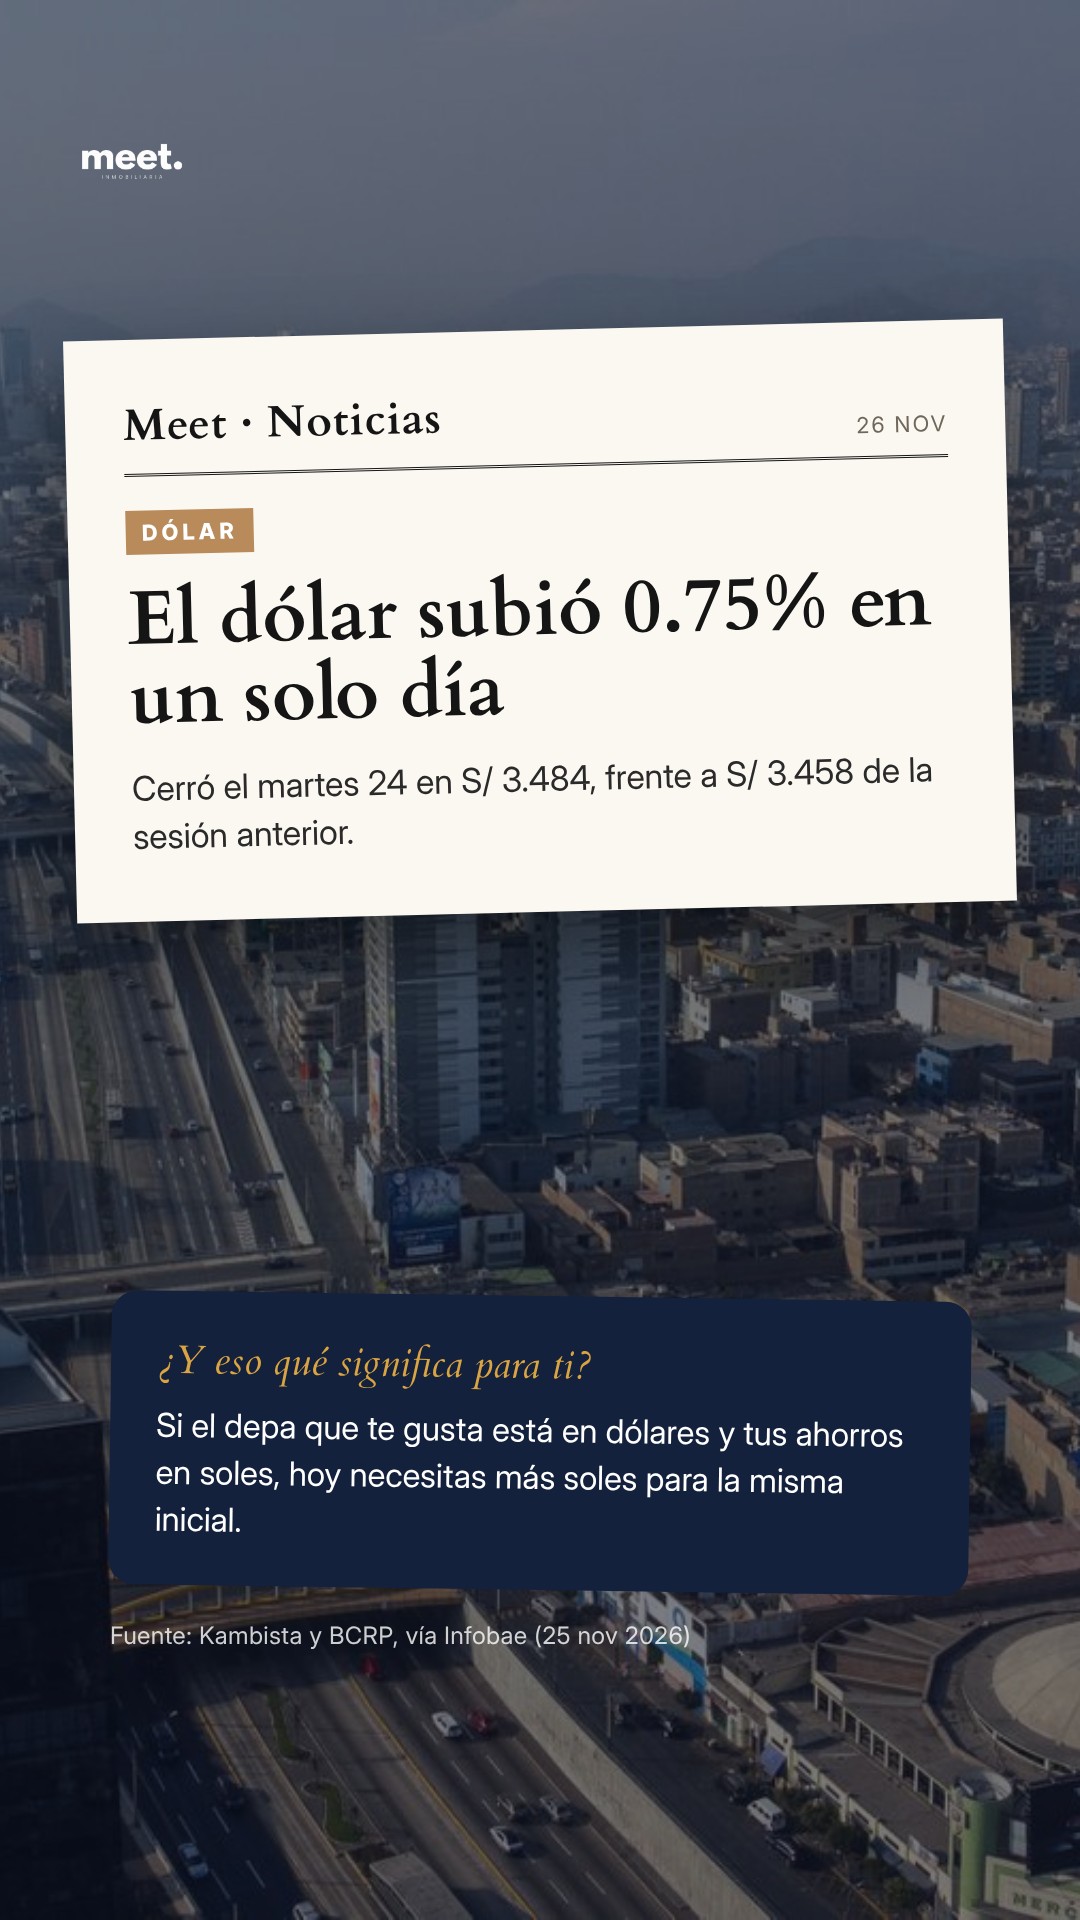 meet.
INMOBILIARIA
Meet · Noticias
26 NOV
DÓLAR
El dólar subió 0.75% en
un solo día
Cerró el martes 24 en S/ 3.484, frente a S/ 3.458 de la
sesión anterior.
¿Y eso qué significa para ti?
Si el depa que te gusta está en dólares y tus ahorros
en soles, hoy necesitas más soles para la misma
inicial.
Fuente: Kambista y BCRP, vía Infobae (25 nov 2026)